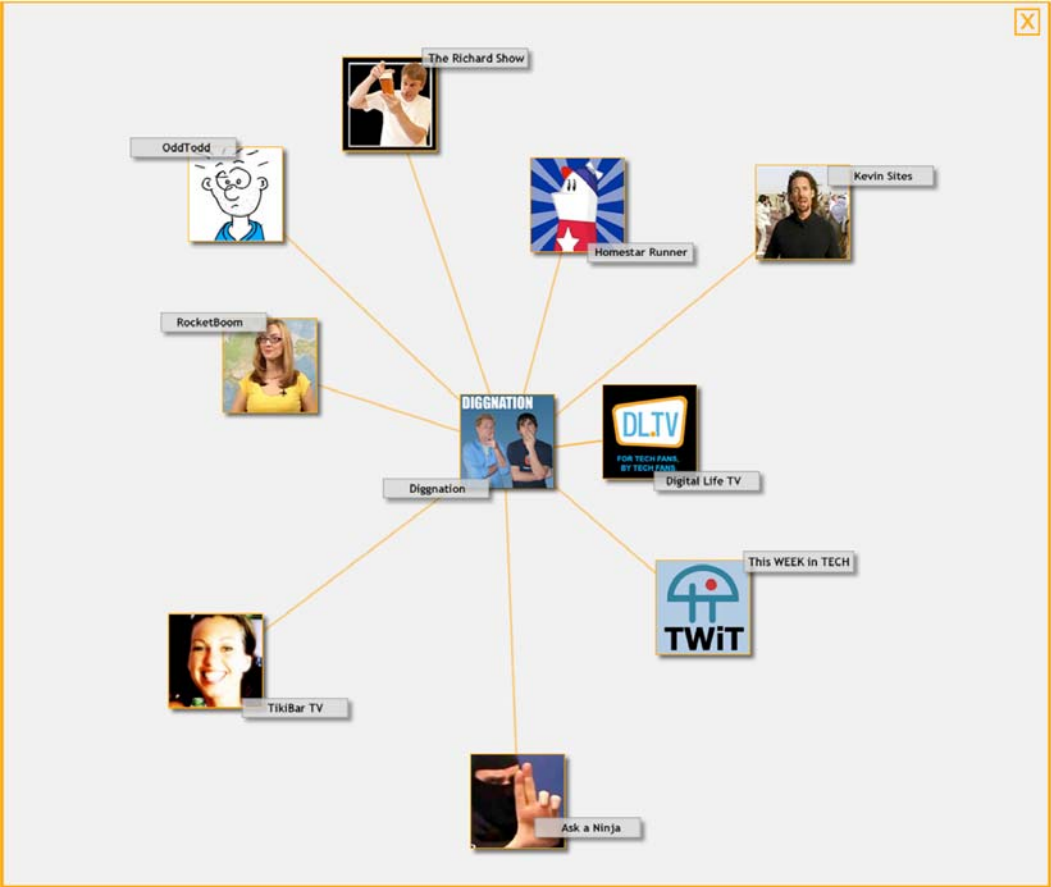 X
The Richard Show
OddTodd
Kevin Sites
Homestar Runner
RocketBoom
DIGGNATION
DL.TV
FOR TECH FANS,
BY TECH FANS.
Digital Life TV
Diggnation
This WEEK in TECH
TWiT
TikiBar TV
Ask a Ninja